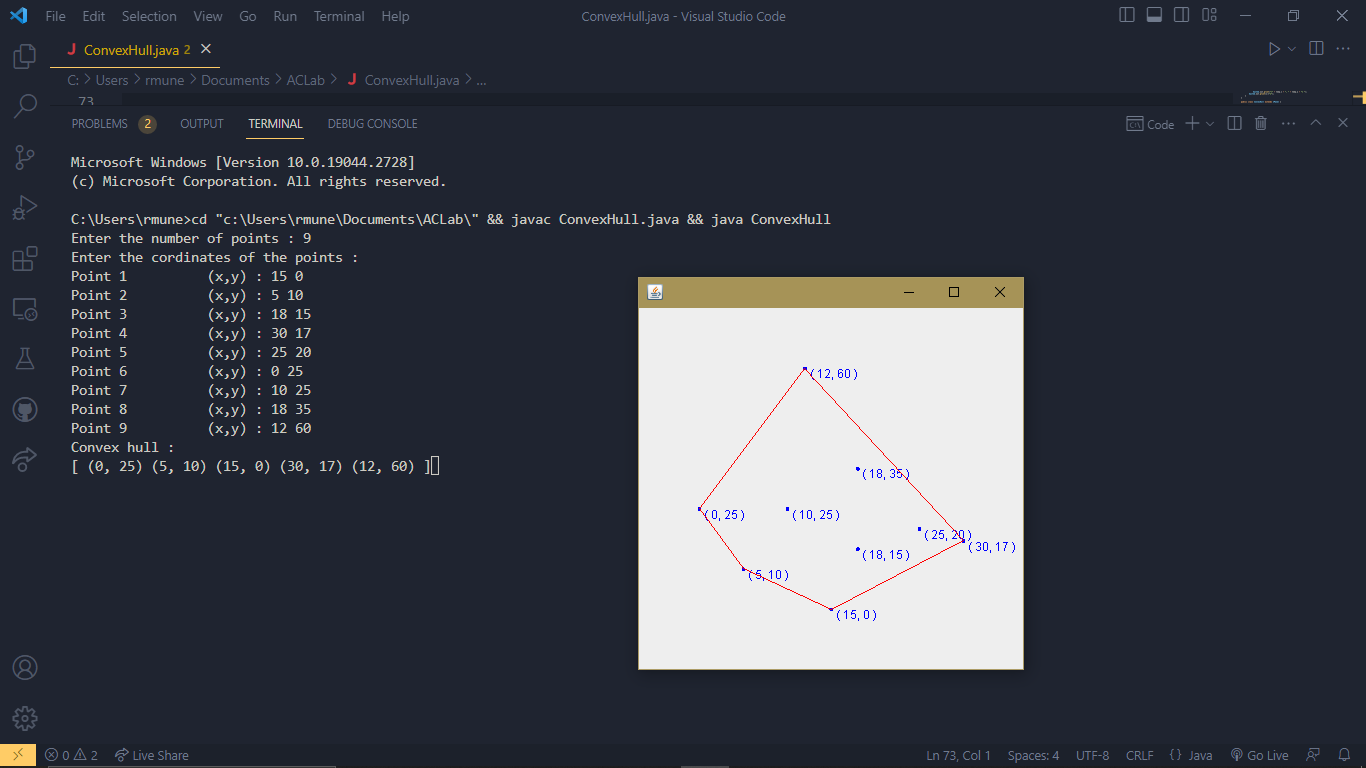 File Edit Selection View Go Run Terminal Help ConvexHull.java - Visual Studio Code
J ConvexHull.java 2
C: > Users > rmune > Documents > ACLab > J ConvexHull.java > ...
73
PROBLEMS 2 OUTPUT TERMINAL DEBUG CONSOLE Code
Microsoft Windows [Version 10.0.19044.2728]
(c) Microsoft Corporation. All rights reserved.
C:\Users\rmune>cd "c:\Users\rmune\Documents\ACLab\" && javac ConvexHull.java && java ConvexHull
Enter the number of points : 9
Enter the cordinates of the points :
Point 1 (x,y) : 15 0
Point 2 (x,y) : 5 10
Point 3 (x,y) : 18 15
Point 4 (x,y) : 30 17
Point 5 (x,y) : 25 20
Point 6 (x,y) : 0 25
Point 7 (x,y) : 10 25
Point 8 (x,y) : 18 35
Point 9 (x,y) : 12 60
Convex hull :
[ (0, 25) (5, 10) (15, 0) (30, 17) (12, 60) ]
(12,60)
(18,35)
(0,25) (10,25)
(25,20)
(30,17)
(18,15)
(5,10)
(15,0)
0 2 Live Share Ln 73, Col 1 Spaces: 4 UTF-8 CRLF {} Java Go Live